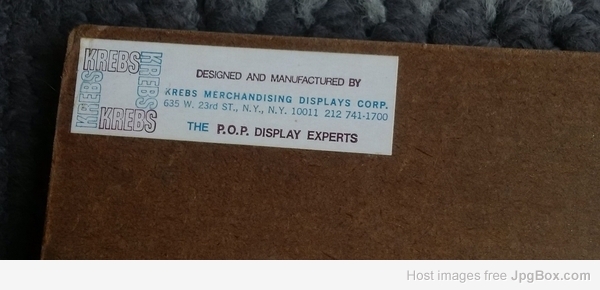 KREBS
KREBS
KREBS
KREBS
DESIGNED AND MANUFACTURED BY
KREBS MERCHANDISING DISPLAYS CORP.
635 W. 23rd ST., N.Y., N.Y. 10011 212 741-1700
THE P.O.P. DISPLAY EXPERTS
Host images free JpgBox.com